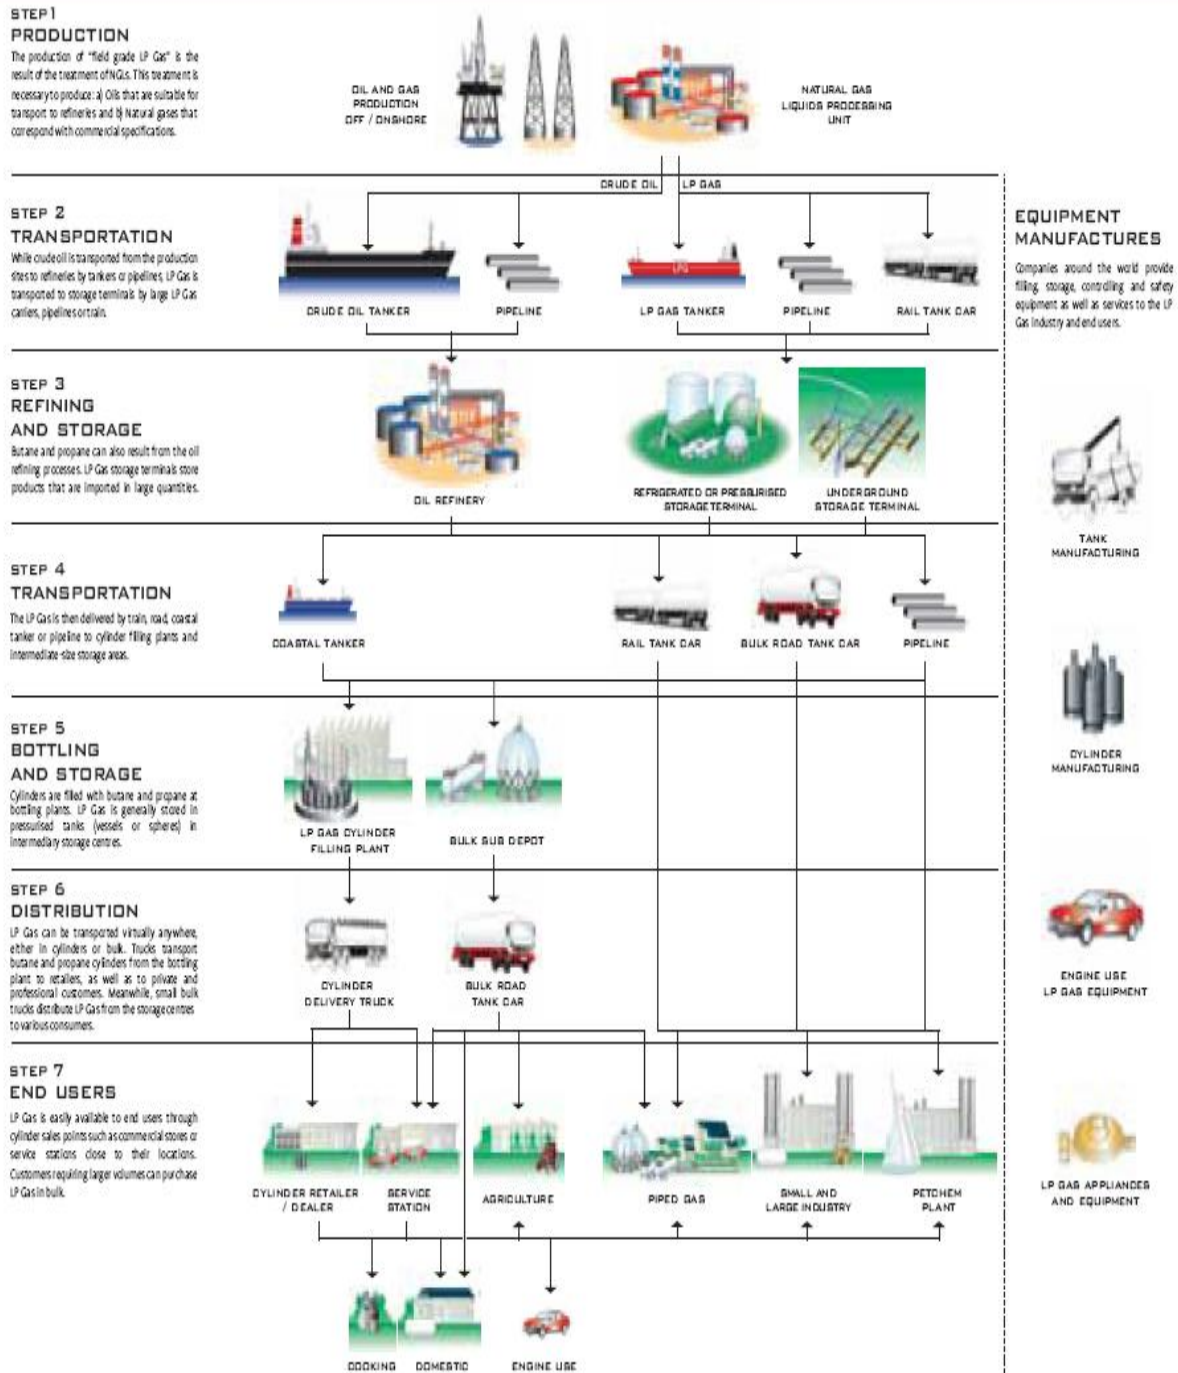 STEP 1
PRODUCTION
The production of "field grade LP Gas" is the
result of the treatment of NGLs. This treatment is
necessary to produce: a) Oils that are suitable for
transport to refineries and b) Natural gases that
correspond with commercial specifications.
OIL AND GAS
PRODUCTION
OFF / ONSHORE
NATURAL GAS
LIQUIDS PROCESSING
UNIT
CRUDE OIL
LP GAS
STEP 2
TRANSPORTATION
While crude oil is transported from the production
sites to refineries by tankers or pipelines, LP Gas is
transported to storage terminals by large LP Gas
carriers, pipelines or train.
LPG
CRUDE OIL TANKER
PIPELINE
LP GAS TANKER
PIPELINE
RAIL TANK CAR
STEP 3
REFINING
AND STORAGE
Butane and propane can also result from the oil
refining processes. LP Gas storage terminals store
products that are imported in large quantities.
OIL REFINERY
REFRIGERATED OR PRESSURISED
STORAGE TERMINAL
UNDERGROUND
STORAGE TERMINAL
STEP 4
TRANSPORTATION
The LP Gas is then delivered by train, road, coastal
tanker or pipeline to cylinder filling plants and
intermediate-size storage areas.
COASTAL TANKER
RAIL TANK CAR
BULK ROAD TANK CAR
PIPELINE
STEP 5
BOTTLING
AND STORAGE
Cylinders are filled with butane and propane at
bottling plants. LP Gas is generally stored in
pressurised tanks (vessels or spheres) in
intermediary storage centres.
LP GAS CYLINDER
FILLING PLANT
BULK SUB DEPOT
STEP 6
DISTRIBUTION
LP Gas can be transported virtually anywhere,
either in cylinders or bulk. Trucks transport
butane and propane cylinders from the bottling
plant to retailers, as well as to private and
professional customers. Meanwhile, small bulk
trucks distribute LP Gas from the storage centres
to various consumers.
CYLINDER
DELIVERY TRUCK
BULK ROAD
TANK CAR
STEP 7
END USERS
LP Gas is easily available to end users through
cylinder sales points such as commercial stores or
service stations close to their locations.
Customers requiring larger volumes can purchase
LP Gas in bulk.
CYLINDER RETAILER
/ DEALER
SERVICE
STATION
AGRICULTURE
PIPED GAS
SMALL AND
LARGE INDUSTRY
PETCHEM
PLANT
COOKING
DOMESTIC
ENGINE USE
EQUIPMENT
MANUFACTURES
Companies around the world provide
filling, storage, controlling and safety
equipment as well as services to the LP
Gas industry and end users.
TANK
MANUFACTURING
CYLINDER
MANUFACTURING
ENGINE USE
LP GAS EQUIPMENT
LP GAS APPLIANCES
AND EQUIPMENT